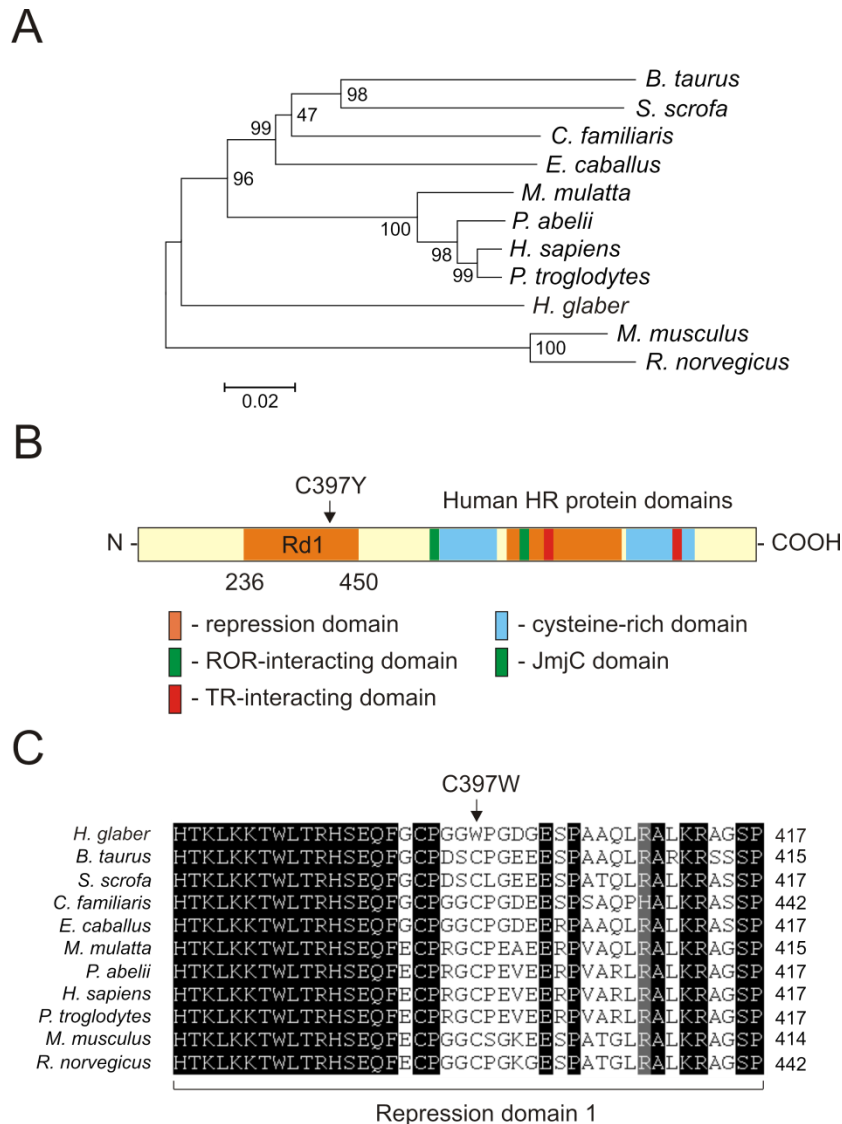 A
B. taurus
98
S. scrofa
47
99
C. familiaris
E. caballus
96
M. mulatta
100
P. abelii
98
H. sapiens
99
P. troglodytes
H. glaber
M. musculus
100
R. norvegicus
0.02
B
C397Y
Human HR protein domains
N - Rd1 - COOH
236 450
- repression domain - cysteine-rich domain
- ROR-interacting domain - JmjC domain
- TR-interacting domain
C
C397W
H. glaber HTKLKKTWLTRHSEQFGCPGGWPGDGESPAAQLRALKRAGSP 417
B. taurus HTKLKKTWLTRHSEQFGCPDSCPGEEESPAAQLRARKRSSSP 415
S. scrofa HTKLKKTWLTRHSEQFGCPDSCLGEEESPATQLRALKRASSP 417
C. familiaris HTKLKKTWLTRHSEQFGCPGGCPGDEESPSAQPHALKRAGSP 442
E. caballus HTKLKKTWLTRHSEQFGCPGGCPGDEERPAAQLRALKRASSP 417
M. mulatta HTKLKKTWLTRHSEQFECPRGCPEAEERPVAQLRALKRAGSP 415
P. abelii HTKLKKTWLTRHSEQFECPRGCPEVEERPVARLRALKRAGSP 417
H. sapiens HTKLKKTWLTRHSEQFECPRGCPEVEERPVARLRALKRAGSP 417
P. troglodytes HTKLKKTWLTRHSEQFECPRGCPEVEERPVARLRALKRAGSP 417
M. musculus HTKLKKTWLTRHSEQFECPGGCSGKEESPATGLRALKRAGSP 414
R. norvegicus HTKLKKTWLTRHSEQFECPGGCPGKGESPATGLRALKRAGSP 442
Repression domain 1